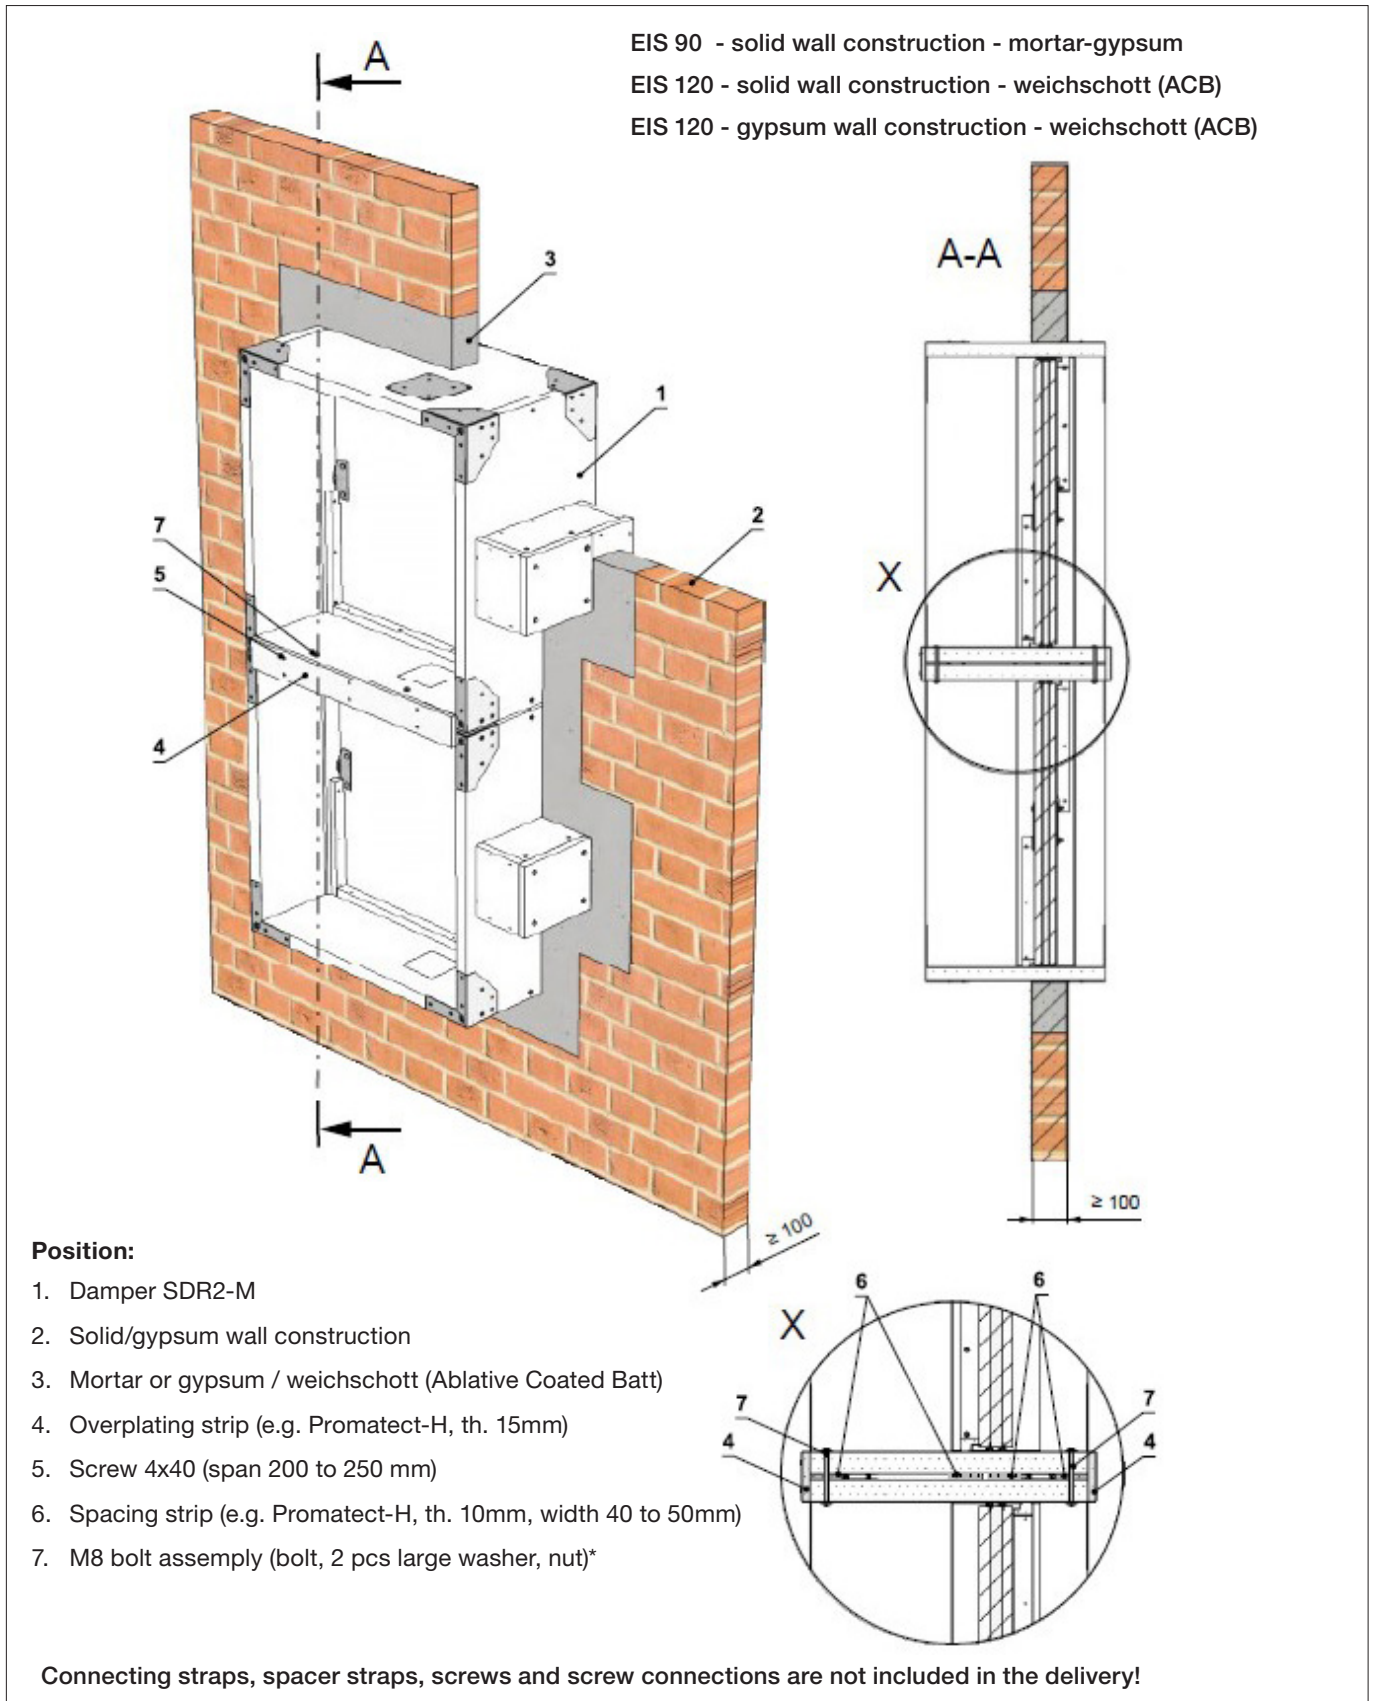 EIS 90 - solid wall construction - mortar-gypsum
EIS 120 - solid wall construction - weichschott (ACB)
EIS 120 - gypsum wall construction - weichschott (ACB)
A
3
1
2
7
5
4
A
≥ 100
A-A
X
≥ 100
Position:
1. Damper SDR2-M
2. Solid/gypsum wall construction
3. Mortar or gypsum / weichschott (Ablative Coated Batt)
4. Overplating strip (e.g. Promatect-H, th. 15mm)
5. Screw 4x40 (span 200 to 250 mm)
6. Spacing strip (e.g. Promatect-H, th. 10mm, width 40 to 50mm)
7. M8 bolt assemply (bolt, 2 pcs large washer, nut)*
X
6
6
7
7
4
4
Connecting straps, spacer straps, screws and screw connections are not included in the delivery!